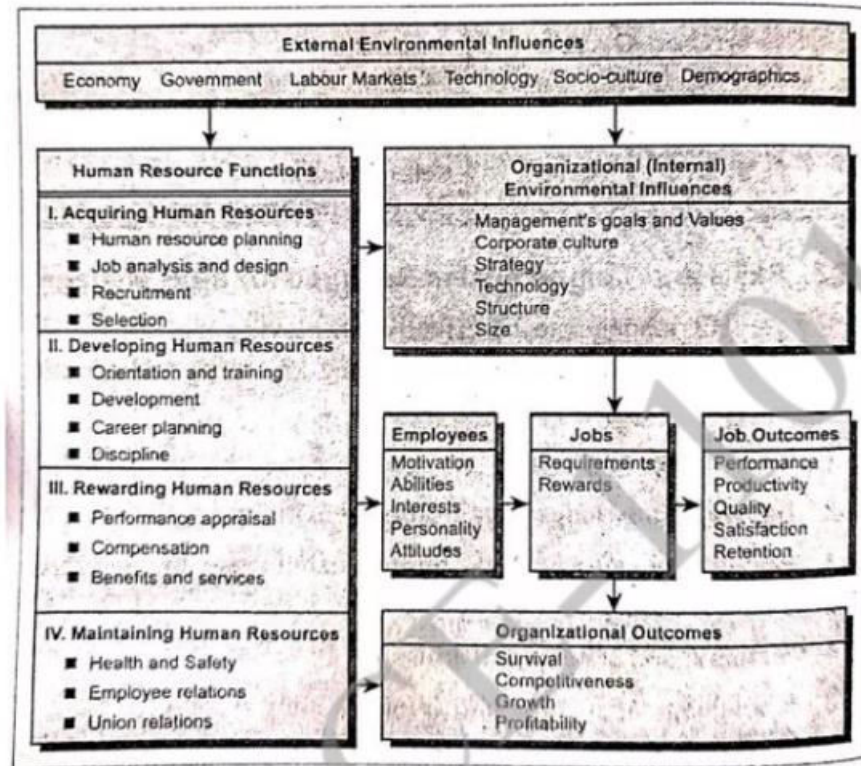 External Environmental Influences
Economy Government Labour Markets Technology Socio-culture Demographics
Human Resource Functions
I. Acquiring Human Resources
■ Human resource planning
■ Job analysis and design
■ Recruitment
■ Selection
II. Developing Human Resources
■ Orientation and training
■ Development
■ Career planning
■ Discipline
III. Rewarding Human Resources
■ Performance appraisal
■ Compensation
■ Benefits and services
IV. Maintaining Human Resources
■ Health and Safety
■ Employee relations
■ Union relations
Organizational (Internal)
Environmental Influences
Management's goals and Values
Corporate culture
Strategy
Technology
Structure
Size
Employees
Motivation
Abilities
Interests
Personality
Attitudes
Jobs
Requirements
Rewards
Job Outcomes
Performance
Productivity
Quality
Satisfaction
Retention
Organizational Outcomes
Survival
Competitiveness
Growth
Profitability